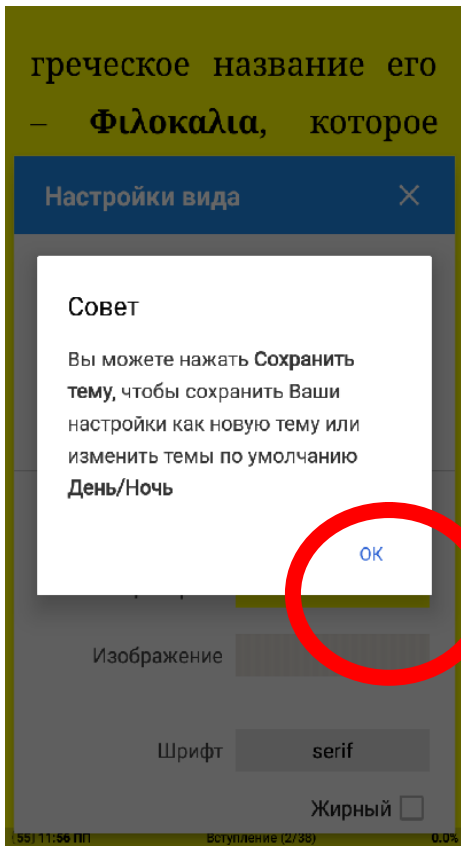 греческое название его
– Φιλοκαλια, которое
Настройки вида
Совет
Вы можете нажать Сохранить
тему, чтобы сохранить Ваши
настройки как новую тему или
изменить темы по умолчанию
День/Ночь
ОК
Изображение
Шрифт serif
Жирный
[55] 11:56 ПП Вступление (2/38) 0.0%